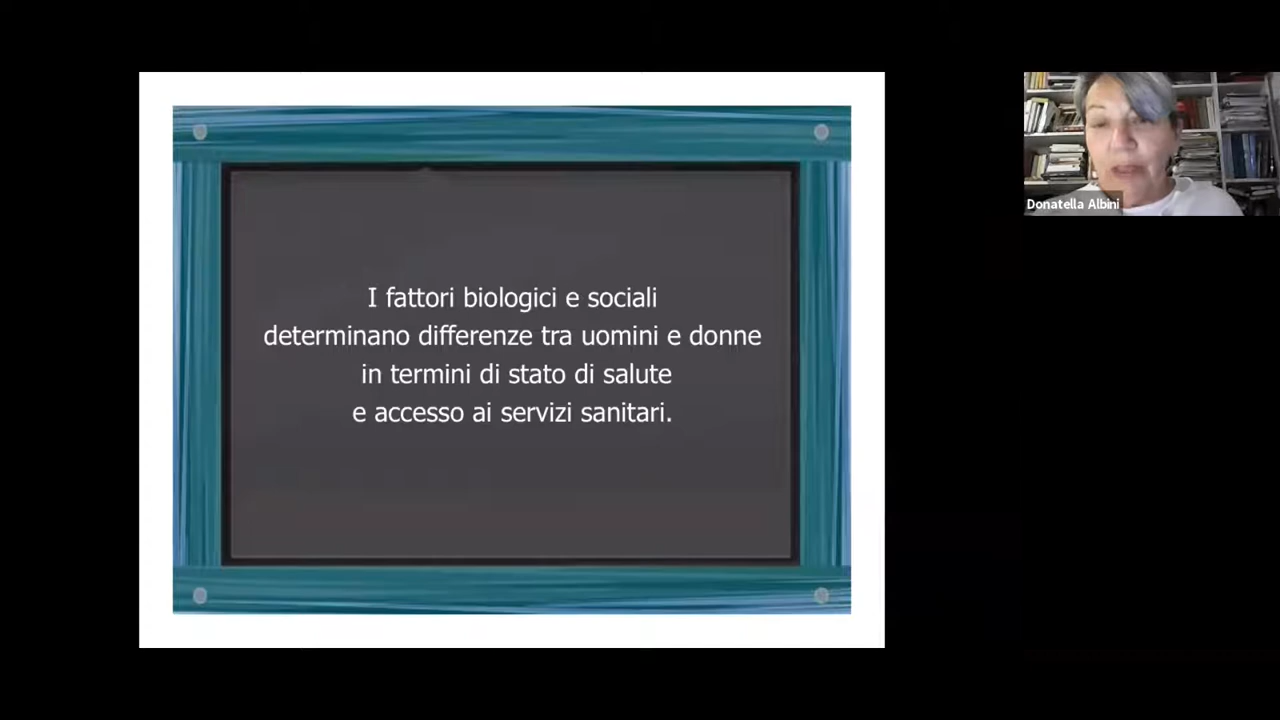 I fattori biologici e sociali
determinano differenze tra uomini e donne
in termini di stato di salute
e accesso ai servizi sanitari.
Donatella Albini